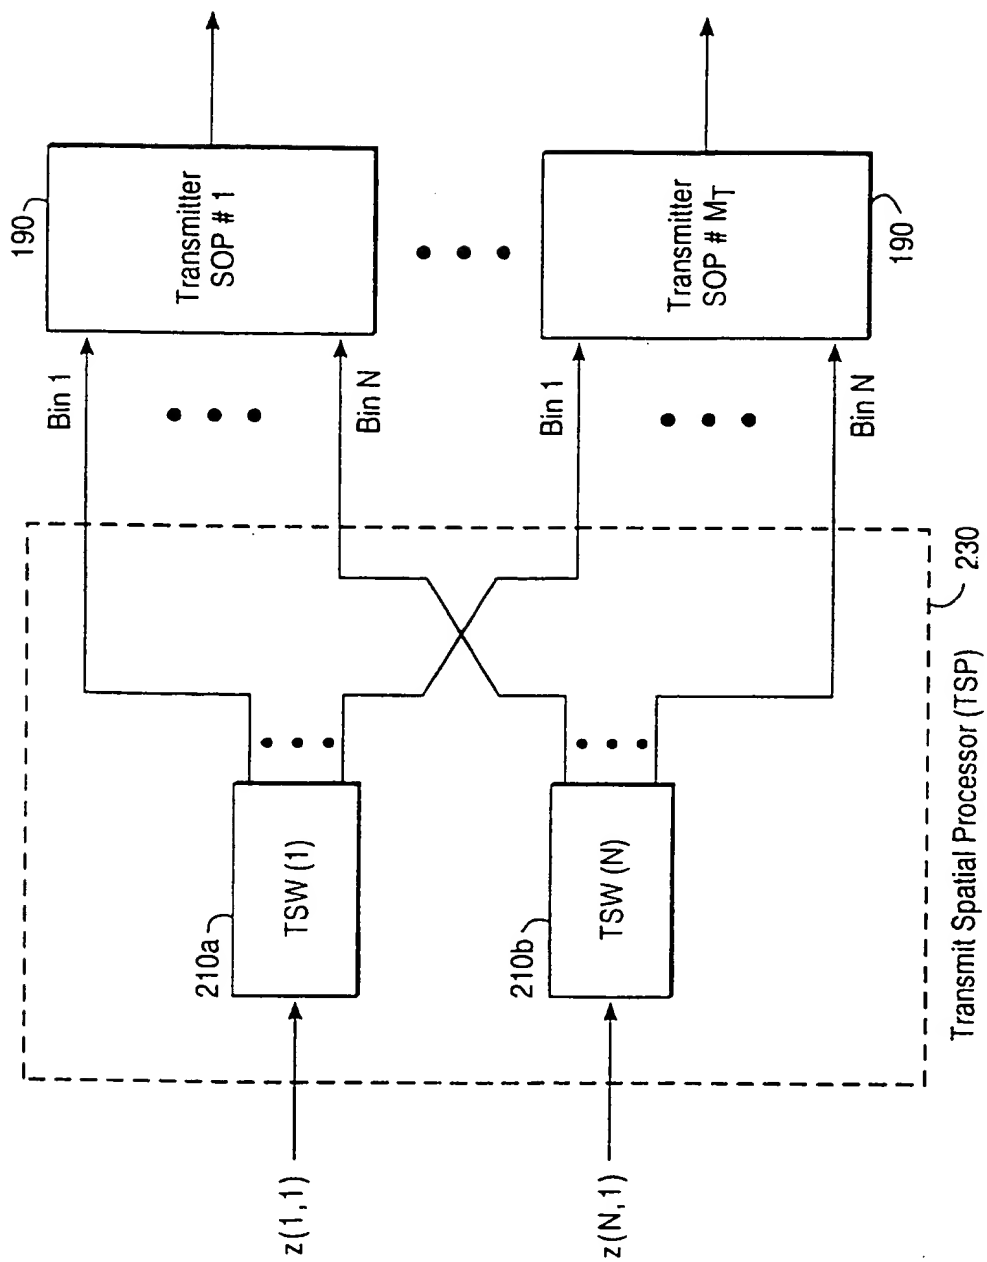 190
Transmitter
SOP # 1
Bin 1
Bin N
Transmitter
SOP # MT
190
Bin 1
Bin N
210a
TSW (1)
210b
TSW (N)
z(1,1)
z(N,1)
230
Transmit Spatial Processor (TSP)